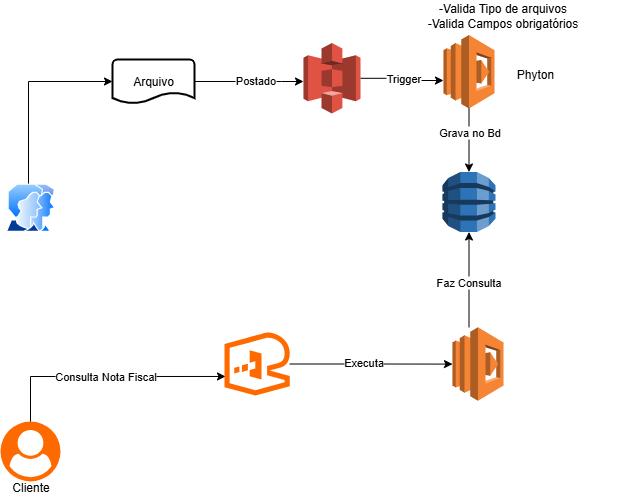 -Valida Tipo de arquivos
-Valida Campos obrigatórios
Arquivo
Postado
Trigger
Phyton
Grava no Bd
Faz Consulta
Executa
Consulta Nota Fiscal
Cliente